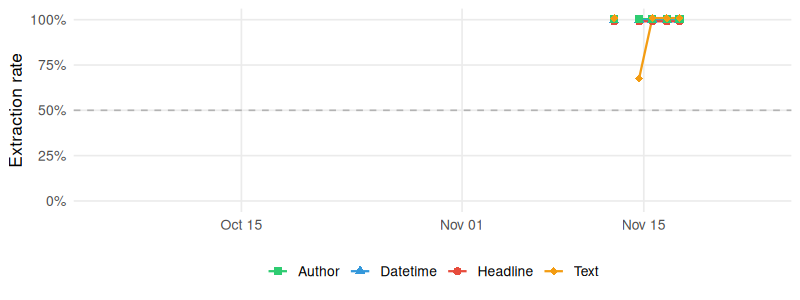 100%
75%
50%
25%
0%
Extraction rate
Oct 15 Nov 01 Nov 15
Author Datetime Headline Text